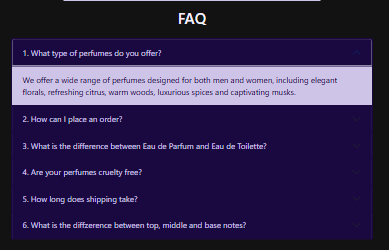 FAQ
1. What type of perfumes do you offer?
We offer a wide range of perfumes designed for both men and women, including elegant
florals, refreshing citrus, warm woods, luxurious spices and captivating musks.
2. How can I place an order?
3. What is the difference between Eau de Parfum and Eau de Toilette?
4. Are your perfumes cruelty free?
5. How long does shipping take?
6. What is the diffzerence between top, middle and base notes?